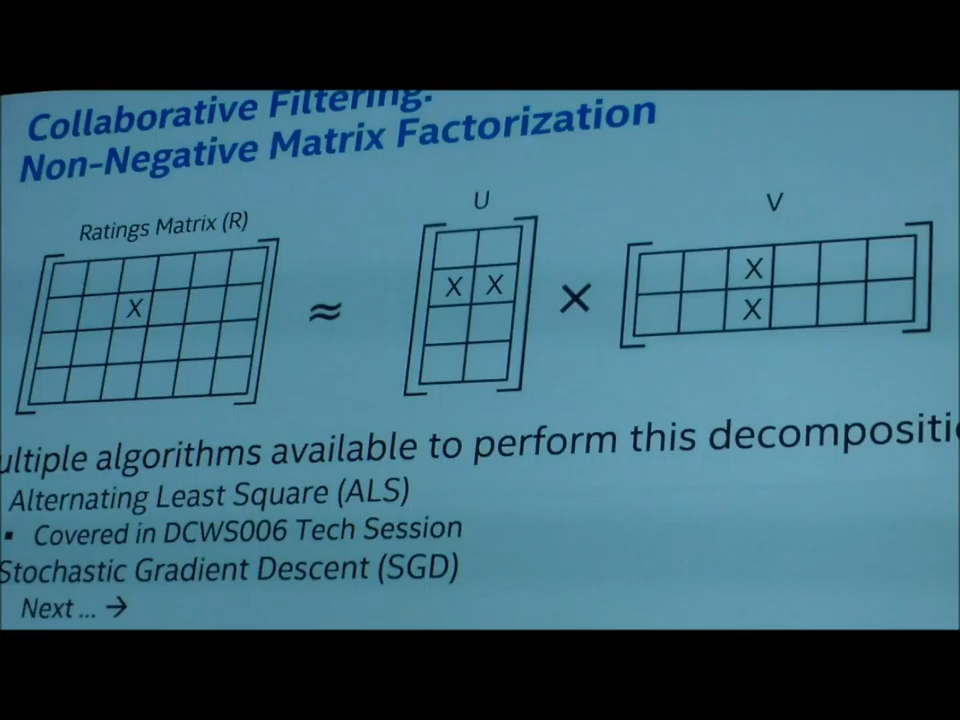 Collaborative Filtering:
Non-Negative Matrix Factorization
Ratings Matrix (R)
U
V
X
X X
X
X
≈
×
ultiple algorithms available to perform this decompositi
Alternating Least Square (ALS)
▪ Covered in DCWS006 Tech Session
Stochastic Gradient Descent (SGD)
Next ... →